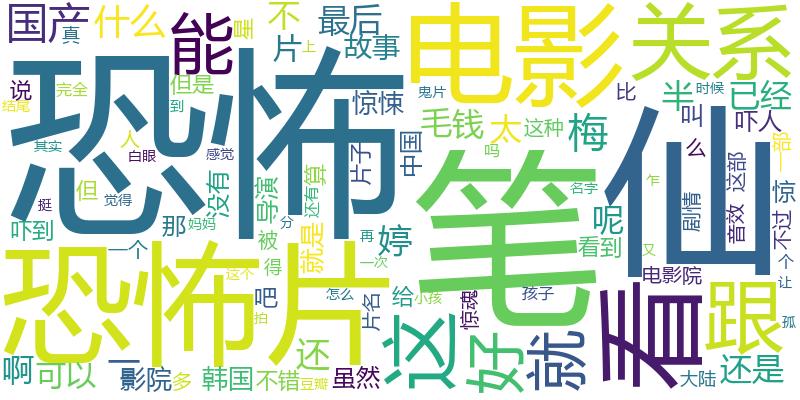 国产
真
什么
能
星
不
片
上
最后
故事
电影
关系
恐怖
说
完全
但是
到
结尾
惊悚
鬼片
毛钱
太
这种
梅
比
时候
半
已经
叫
么
吓人
一部
其实
人
白眼
感觉
吗
片子
中国
笔
仙
挺
但
觉得
没有
导演
还有
算
名字
乍
剧情
音效
这部
惊
不过
吓到
那
妈妈
分
一个
被
得
就是
再
婷
呢
看到
又
个
让
电影院
恐怖片
这个
一次
吧
怎么
拍
片名
给
小孩
惊魂
孩子
看
跟
孤
啊
可以
一
影院
多
韩国
不错
还
豆瓣
虽然
这
好
就
大陆
还是